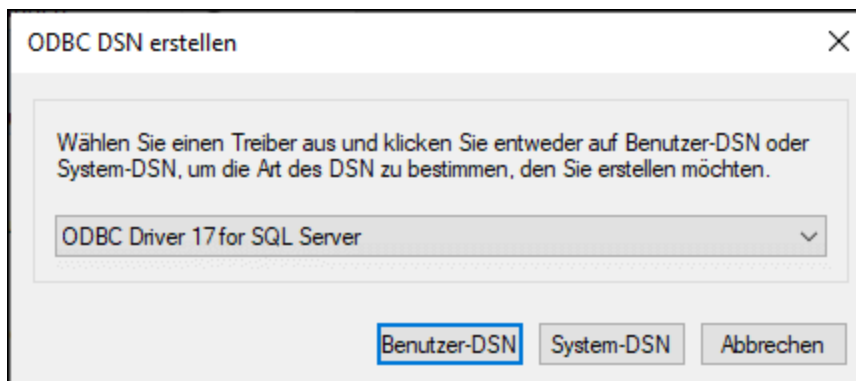 ODBC DSN erstellen
Wählen Sie einen Treiber aus und klicken Sie entweder auf Benutzer-DSN oder
System-DSN, um die Art des DSN zu bestimmen, den Sie erstellen möchten.
ODBC Driver 17 for SQL Server
Benutzer-DSN System-DSN Abbrechen